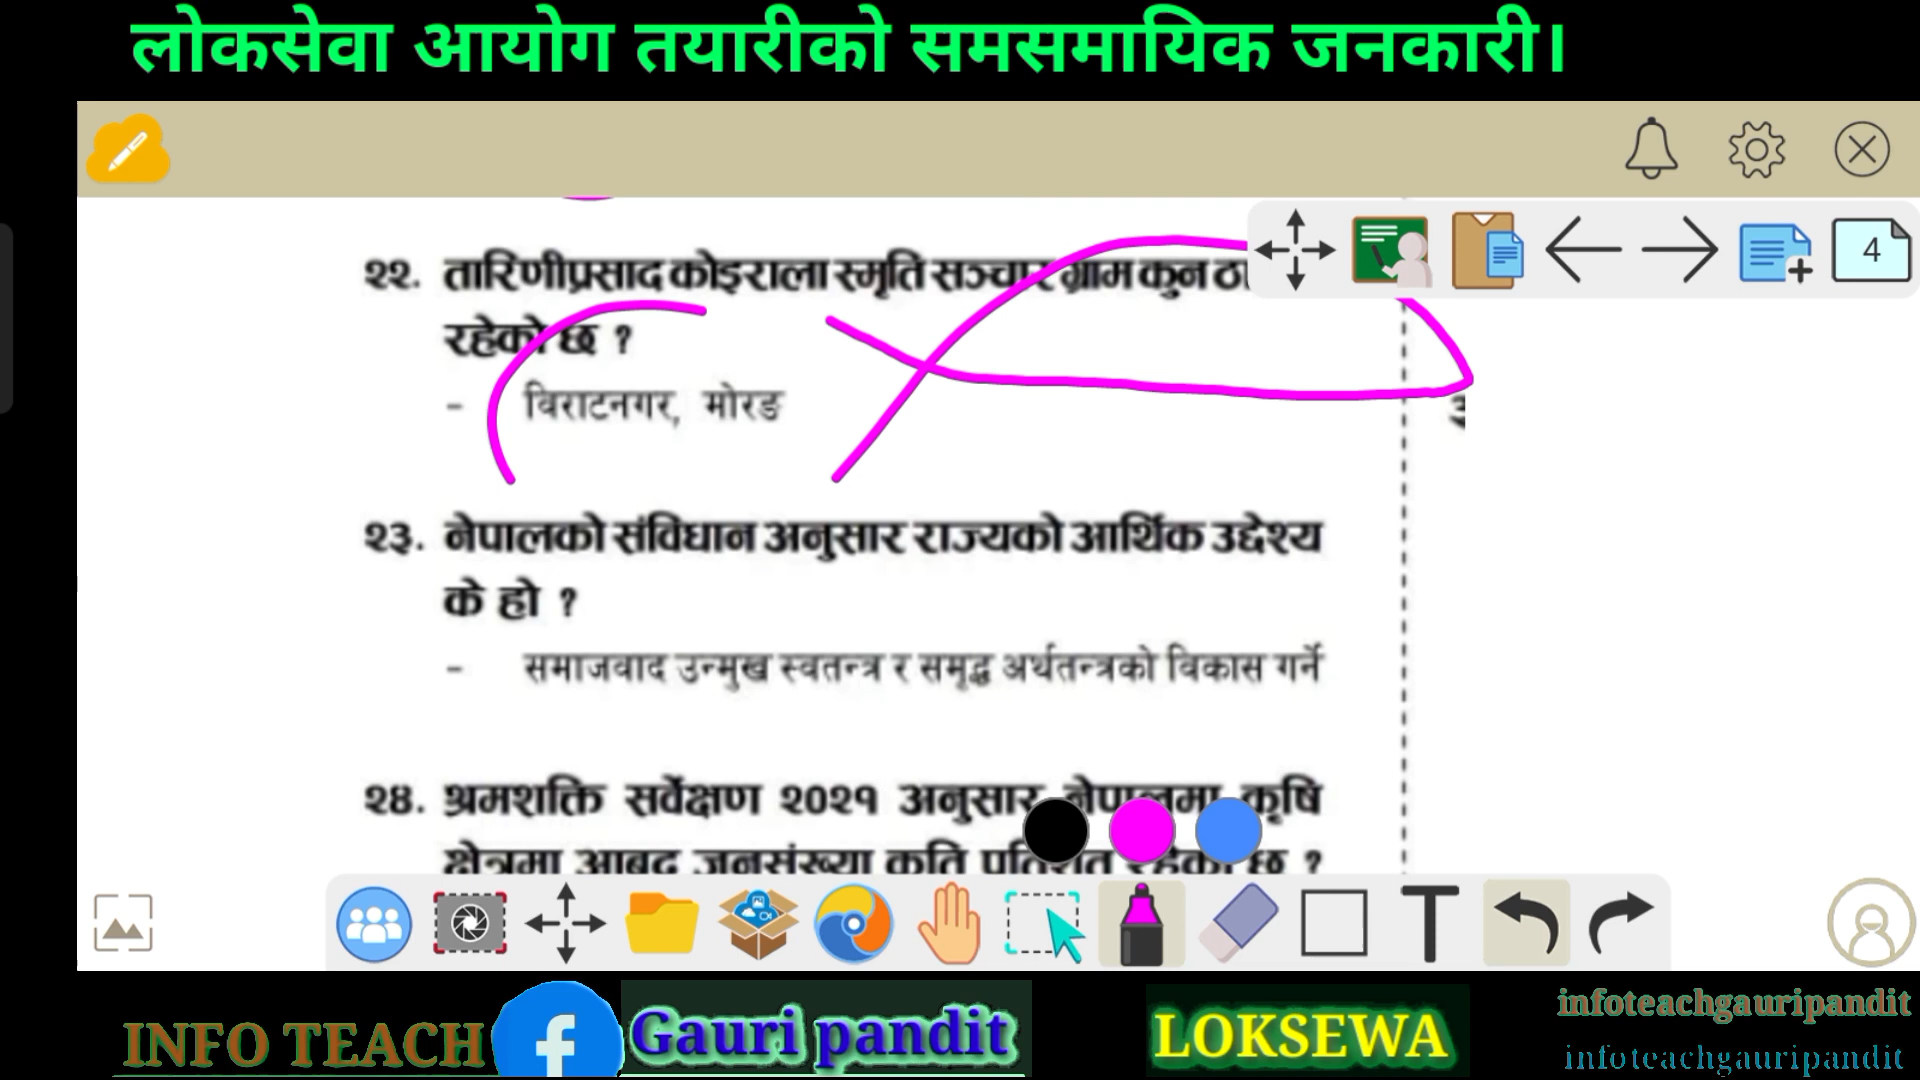 लोकसेवा आयोग तयारीको समसमायिक जनकारी।
4
२२. तारिणीप्रसाद कोइराला स्मृति सञ्चार ग्राम कुन ठा
रहेको छ ?
- विराटनगर, मोरङ
२३. नेपालको संविधान अनुसार राज्यको आर्थिक उद्देश्य
के हो ?
- समाजवाद उन्मुख स्वतन्त्र र समृद्ध अर्थतन्त्रको विकास गर्ने
२४. श्रमशक्ति सर्वेक्षण २०२१ अनुसार नेपालमा कृषि
क्षेत्रमा आबद्ध जनसंख्या कति प्रतिशत रहेको छ ?
T
INFO TEACH f Gauri pandit LOKSEWA
infoteachgauripandit
infoteachgauripandit